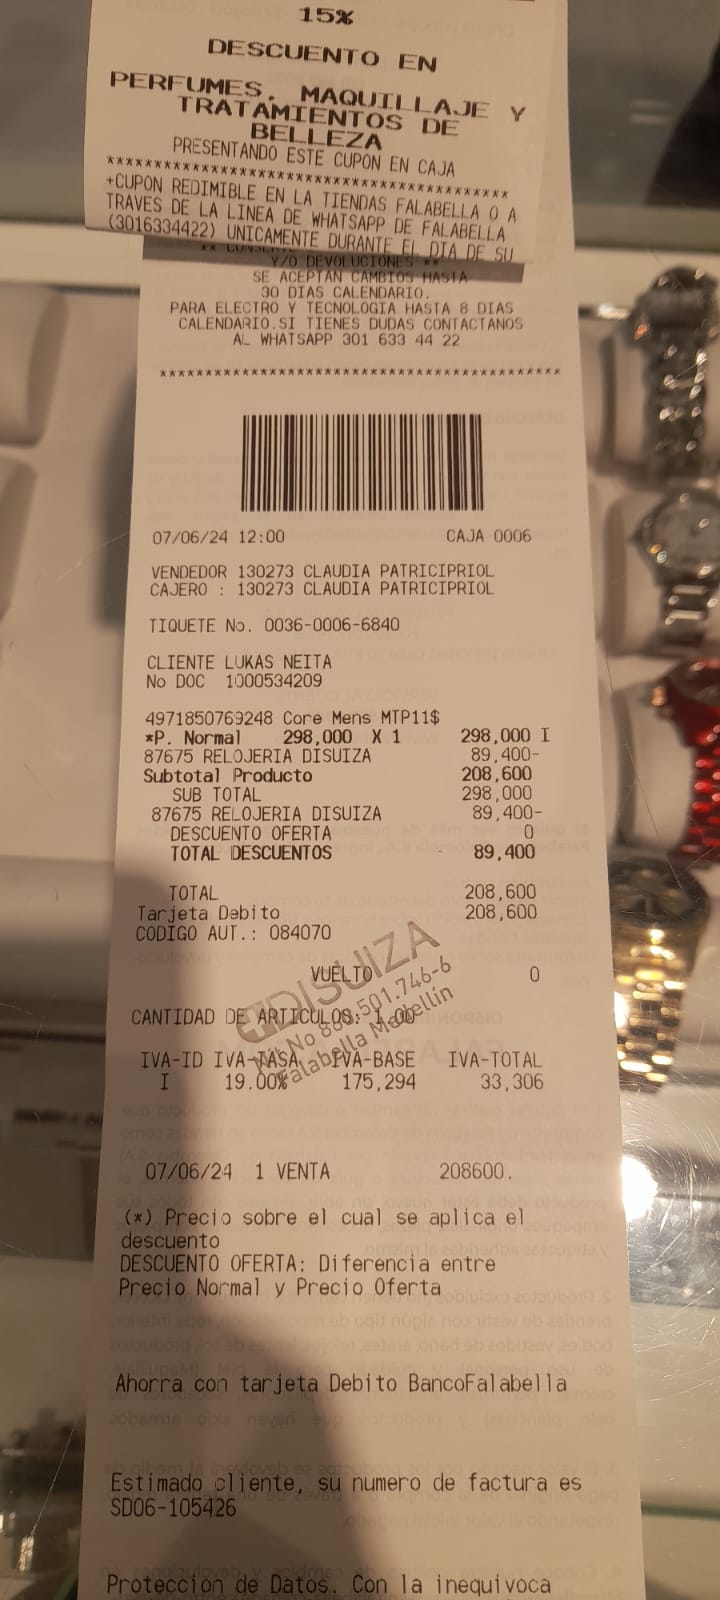 15%
DESCUENTO EN
PERFUMES, MAQUILLAJE Y
TRATAMIENTOS DE
BELLEZA
PRESENTANDO ESTE CUPON EN CAJA
****************************************
+CUPON REDIMIBLE EN LA TIENDAS FALABELLA O A
TRAVES DE LA LINEA DE WHATSAPP DE FALABELLA
(3016334422) UNICAMENTE DURANTE EL DIA DE SU
Y/O DEVOLUCIONES **
SE ACEPTAN CAMBIOS HASTA
30 DIAS CALENDARIO.
PARA ELECTRO Y TECNOLOGIA HASTA 8 DIAS
CALENDARIO.SI TIENES DUDAS CONTACTANOS
AL WHATSAPP 301 633 44 22
****************************************
07/06/24 12:00 CAJA 0006
VENDEDOR 130273 CLAUDIA PATRICIPRIOL
CAJERO : 130273 CLAUDIA PATRICIPRIOL
TIQUETE No. 0036-0006-6840
CLIENTE LUKAS NEITA
No DOC 1000534209
4971850769248 Core Mens MTP11$
*P. Normal 298,000 X 1 298,000 I
87675 RELOJERIA DISUIZA 89,400-
Subtotal Producto 208,600
SUB TOTAL 298,000
87675 RELOJERIA DISUIZA 89,400-
DESCUENTO OFERTA 0
TOTAL DESCUENTOS 89,400
TOTAL 208,600
Tarjeta Debito 208,600
CODIGO AUT.: 084070
DISUIZA
VUELTO 0
Falabella Medellín
CANTIDAD DE ARTICULOS: 1.00
IVA-ID IVA-TASA IVA-BASE IVA-TOTAL
I 19.00% 175,294 33,306
07/06/24 1 VENTA 208600.
(*) Precio sobre el cual se aplica el
descuento
DESCUENTO OFERTA: Diferencia entre
Precio Normal y Precio Oferta
Ahorra con tarjeta Debito BancoFalabella
Estimado cliente, su numero de factura es
SD06-105426
Proteccion de Datos. Con la inequivoca